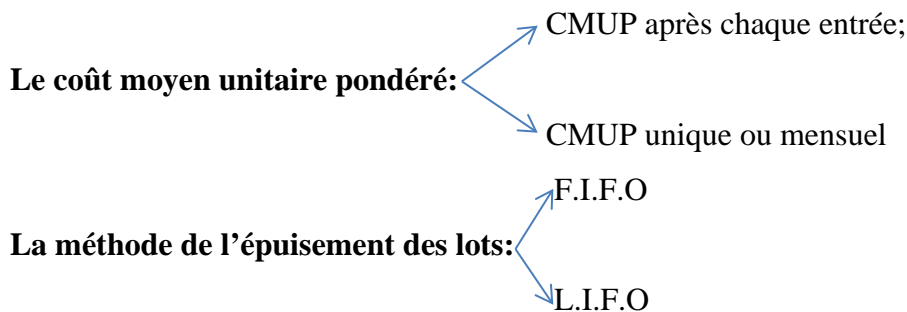 CMUP après chaque entrée;
Le coût moyen unitaire pondéré:
CMUP unique ou mensuel
F.I.F.O
La méthode de l’épuisement des lots:
L.I.F.O